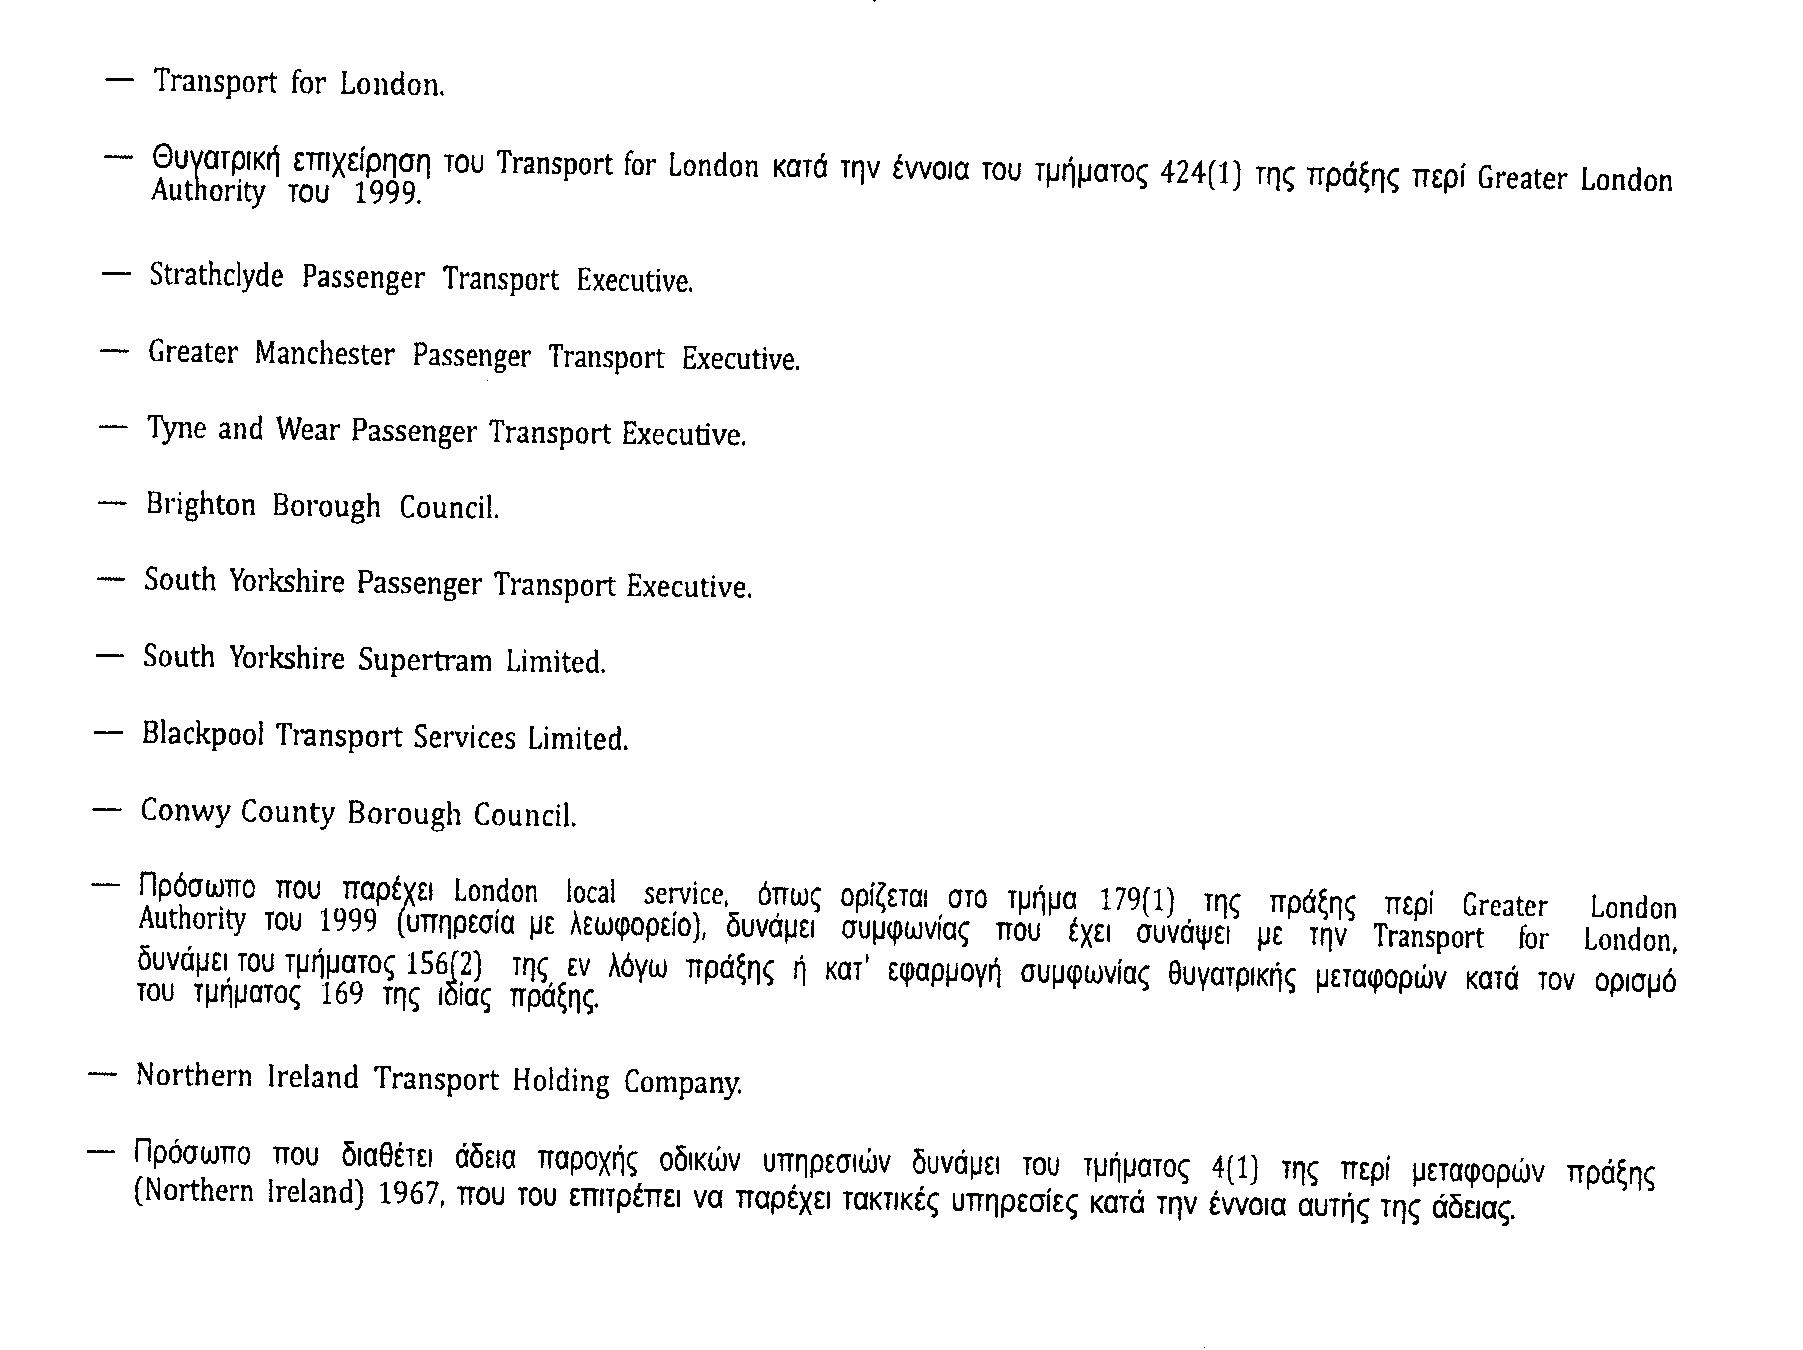 — Transport for London.
— Θυγατρική επιχείρηση του Transport for London κατά την έννοια του τμήματος 424(1) της πράξης περί Greater London
Authority του 1999.
— Strathclyde Passenger Transport Executive.
— Greater Manchester Passenger Transport Executive.
— Tyne and Wear Passenger Transport Executive.
— Brighton Borough Council.
— South Yorkshire Passenger Transport Executive.
— South Yorkshire Supertram Limited.
— Blackpool Transport Services Limited.
— Conwy County Borough Council.
— Πρόσωπο που παρέχει London local service, όπως ορίζεται στο τμήμα 179(1) της πράξης περί Greater London
Authority του 1999 (υπηρεσία με λεωφορείο), δυνάμει συμφωνίας που έχει συνάψει με την Transport for London,
δυνάμει του τμήματος 156(2) της εν λόγω πράξης ή κατ' εφαρμογή συμφωνίας θυγατρικής μεταφορών κατά τον ορισμό
του τμήματος 169 της ιδίας πράξης.
— Northern Ireland Transport Holding Company.
— Πρόσωπο που διαθέτει άδεια παροχής οδικών υπηρεσιών δυνάμει του τμήματος 4(1) της περί μεταφορών πράξης
(Northern Ireland) 1967, που του επιτρέπει να παρέχει τακτικές υπηρεσίες κατά την έννοια αυτής της άδειας.